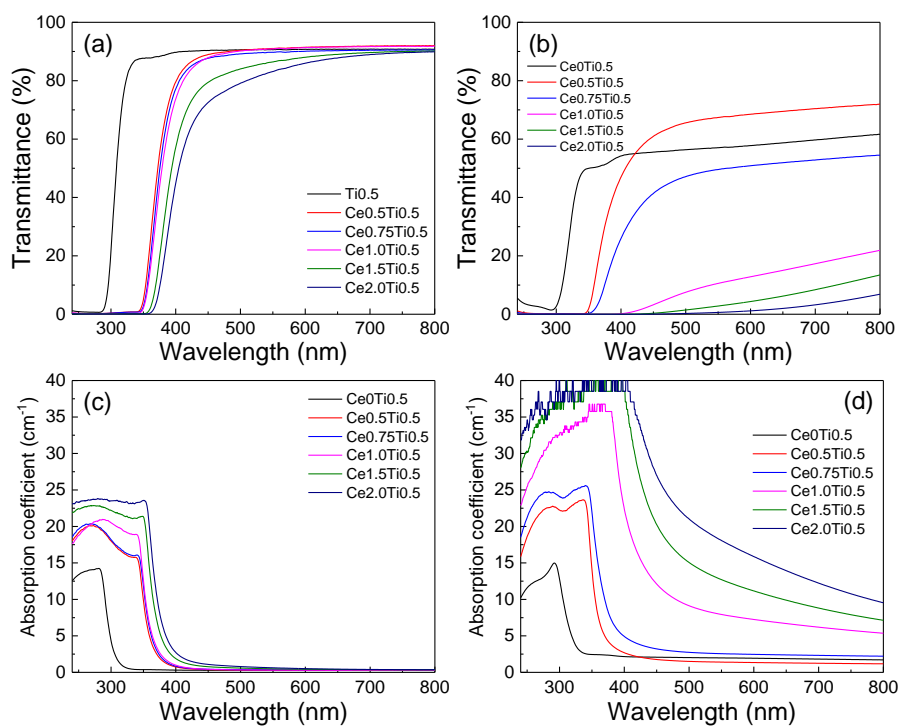 (a)
Transmittance (%)
100
80
60
40
20
0
Ti0.5
Ce0.5Ti0.5
Ce0.75Ti0.5
Ce1.0Ti0.5
Ce1.5Ti0.5
Ce2.0Ti0.5
300 400 500 600 700 800
Wavelength (nm)
(b)
Transmittance (%)
100
80
60
40
20
0
Ce0Ti0.5
Ce0.5Ti0.5
Ce0.75Ti0.5
Ce1.0Ti0.5
Ce1.5Ti0.5
Ce2.0Ti0.5
300 400 500 600 700 800
Wavelength (nm)
(c)
Absorption coefficient (cm⁻¹)
40
35
30
25
20
15
10
5
0
Ce0Ti0.5
Ce0.5Ti0.5
Ce0.75Ti0.5
Ce1.0Ti0.5
Ce1.5Ti0.5
Ce2.0Ti0.5
300 400 500 600 700 800
Wavelength (nm)
(d)
Absorption coefficient (cm⁻¹)
40
35
30
25
20
15
10
5
0
Ce0Ti0.5
Ce0.5Ti0.5
Ce0.75Ti0.5
Ce1.0Ti0.5
Ce1.5Ti0.5
Ce2.0Ti0.5
300 400 500 600 700 800
Wavelength (nm)